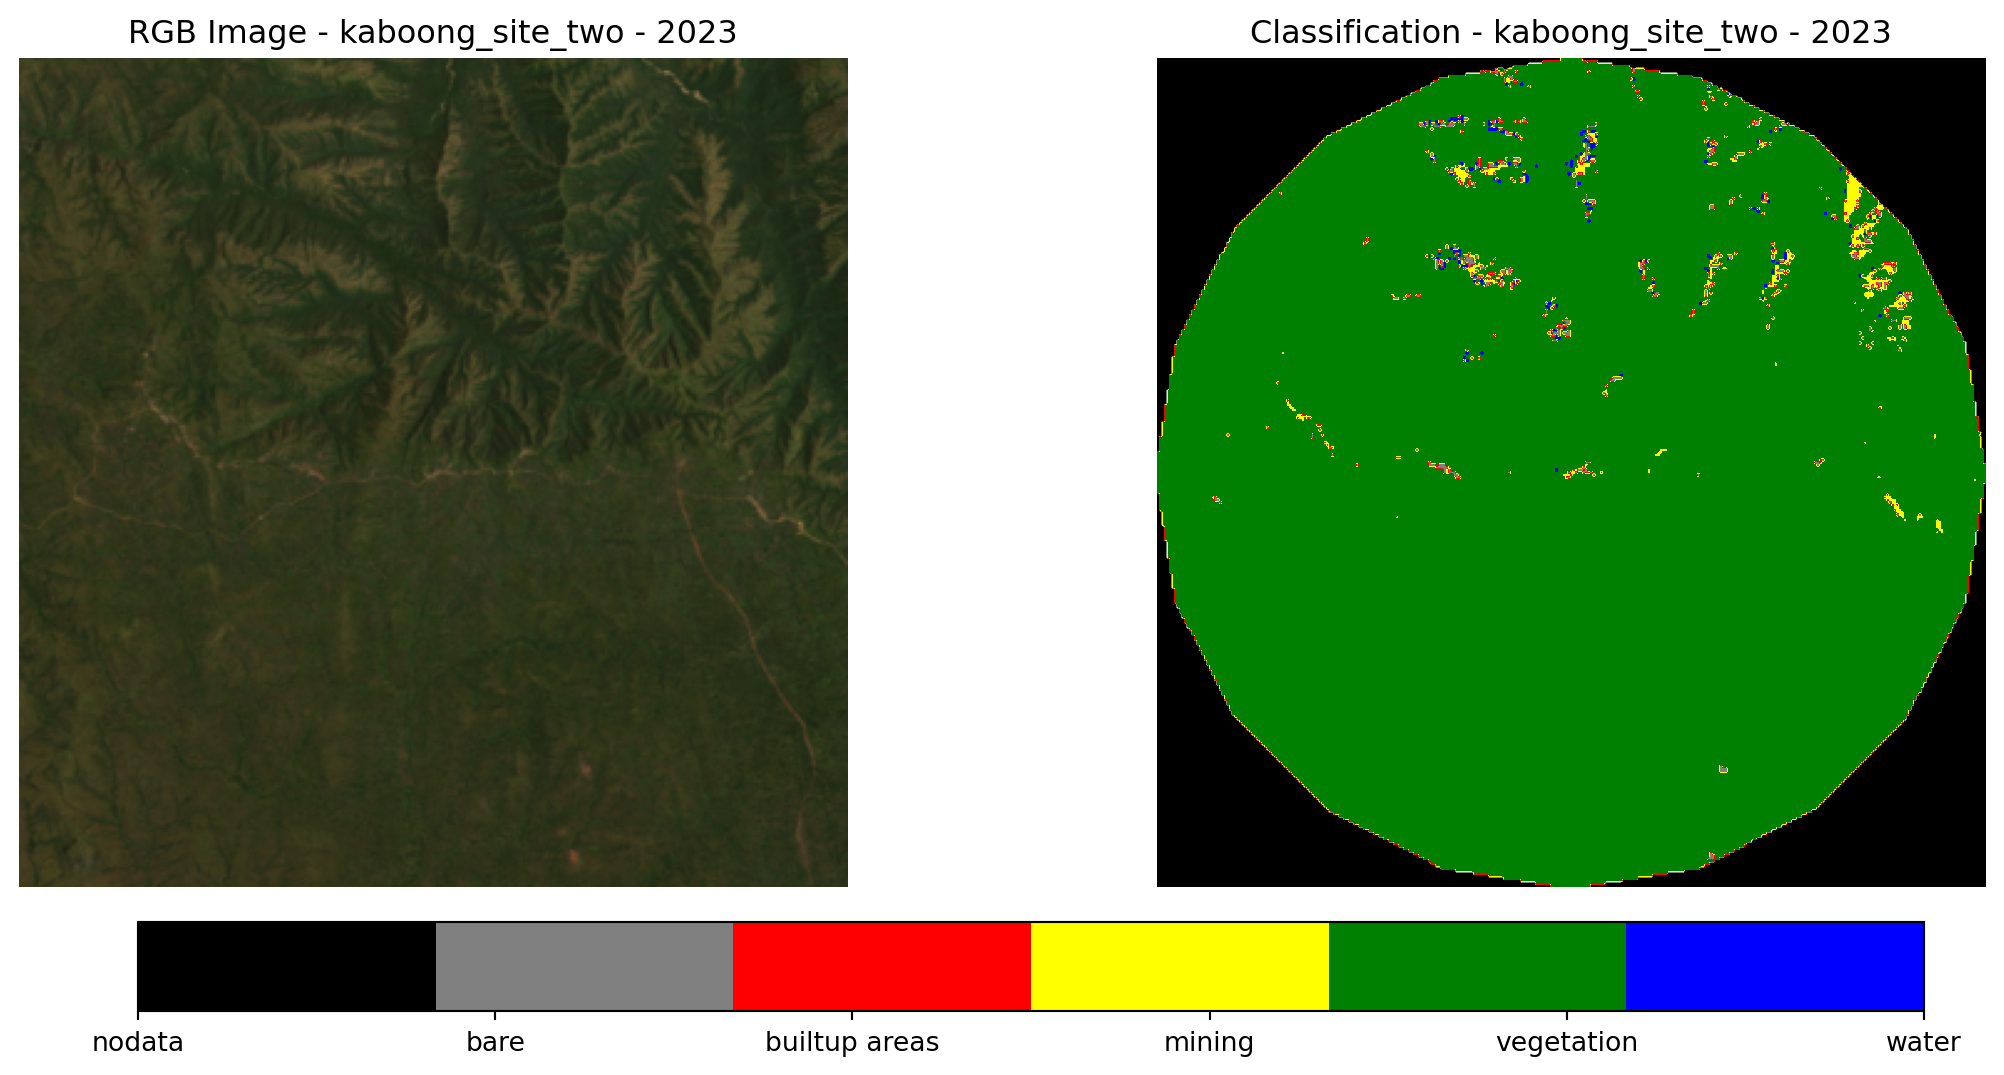 RGB Image - kaboong_site_two - 2023
Classification - kaboong_site_two - 2023
nodata
bare
builtup areas
mining
vegetation
water